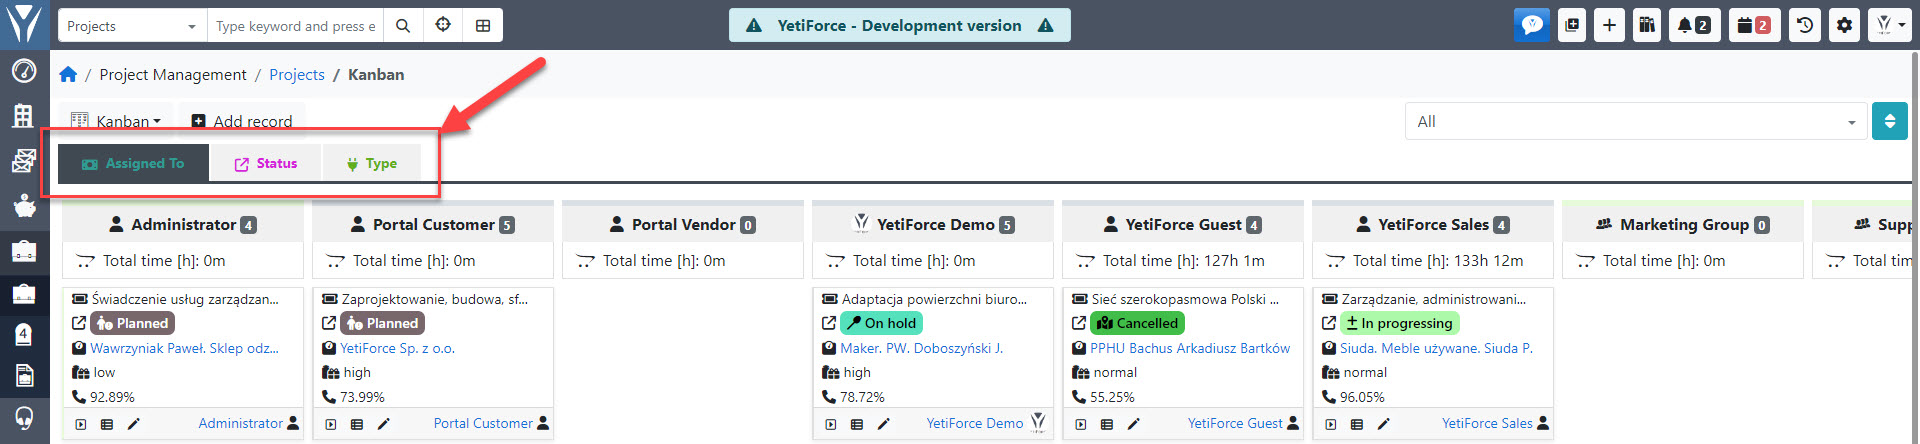 Projects
Type keyword and press e
YetiForce - Development version
2
2
/ Project Management / Projects / Kanban
Kanban
Add record
All
Assigned To
Status
Type
Administrator 4
Portal Customer 5
Portal Vendor 0
YetiForce Demo 5
YetiForce Guest 4
YetiForce Sales 4
Marketing Group 0
Supp
Total time [h]: 0m
Total time [h]: 0m
Total time [h]: 0m
Total time [h]: 0m
Total time [h]: 127h 1m
Total time [h]: 133h 12m
Total time [h]: 0m
Total tim
Świadczenie usług zarządzan...
Planned
Wawrzyniak Paweł. Sklep odz...
low
92.89%
Administrator
Zaprojektowanie, budowa, sf...
Planned
YetiForce Sp. z o.o.
high
73.99%
Portal Customer
Adaptacja powierzchni biuro...
On hold
Maker. PW. Doboszyński J.
high
78.72%
YetiForce Demo
Sieć szerokopasmowa Polski ...
Cancelled
PPHU Bachus Arkadiusz Bartków
normal
55.25%
YetiForce Guest
Zarządzanie, administrowani...
In progressing
Siuda. Meble używane. Siuda P.
normal
96.05%
YetiForce Sales
4